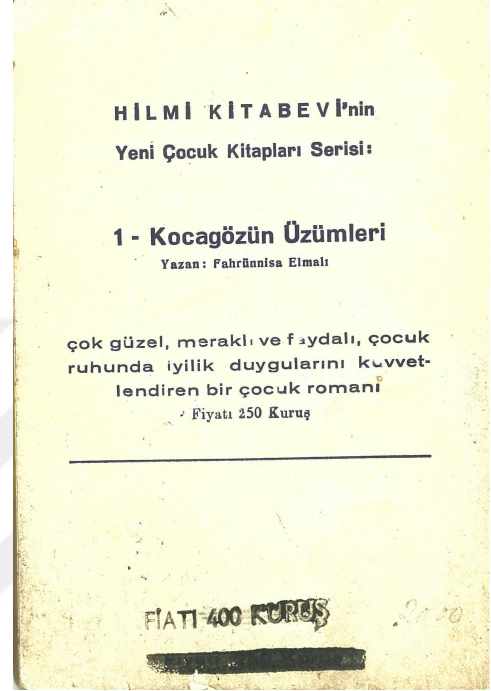 HİLMİ KİTABEVİ'nin
Yeni Çocuk Kitapları Serisi:
1 - Kocagözün Üzümleri
Yazan: Fahrünnisa Elmalı
çok güzel, meraklı ve faydalı, çocuk
ruhunda iyilik duygularını kuvvet-
lendiren bir çocuk romanı
Fiyatı 250 Kuruş
FİATI 400 KURUŞ